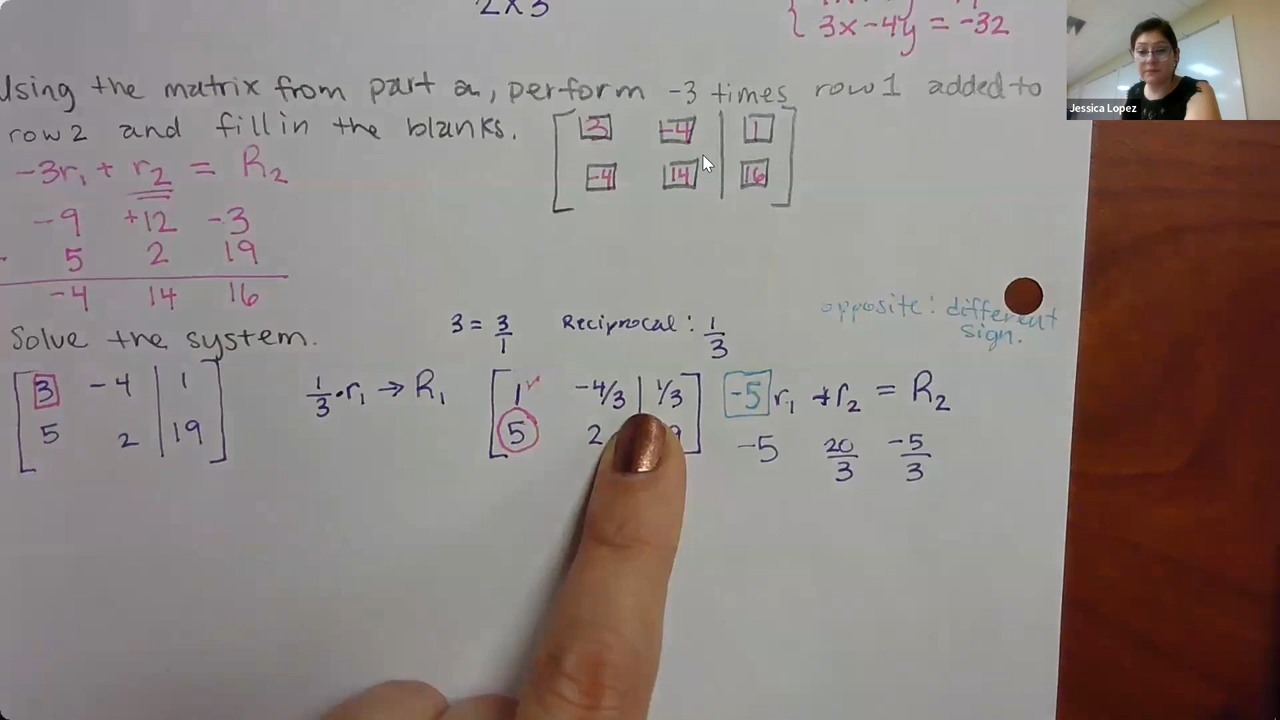 2x3
3x-4y = -32
Using the matrix from part a, perform -3 times row 1 added to
row 2 and fill in the blanks.
3 -4 | 1
-4 14 | 16
-3r₁ + r₂ = R₂
-9 +12 -3
5 2 19
-4 14 16
opposite: different
sign.
Solve the system.
3 = 3/1 Reciprocal: 1/3
3 -4 | 1
5 2 | 19
1/3 · r₁ → R₁
1 -4/3 | 1/3
5 2 9
-5 r₁ + r₂ = R₂
-5 20/3 -5/3
Jessica Lopez